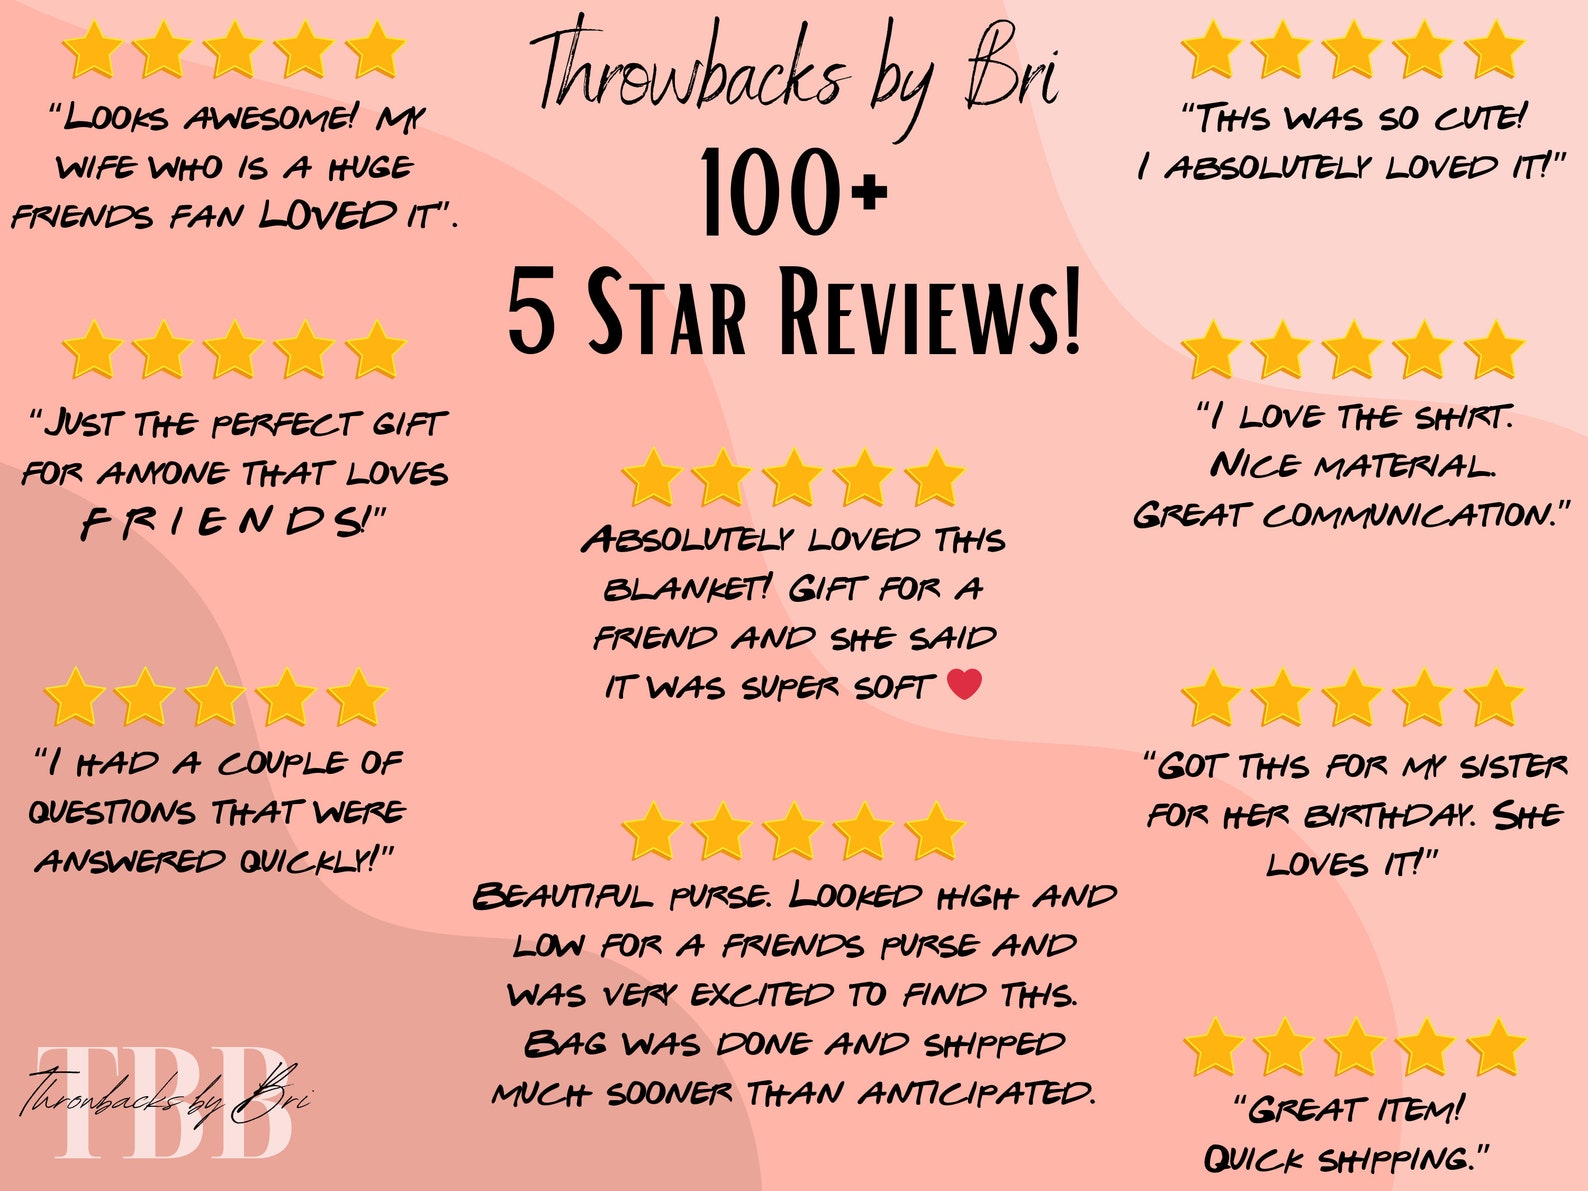 Throwbacks by Bri
100+
5 Star Reviews!
"Looks awesome! My
wife who is a huge
friends fan LOVED it".
"Just the perfect gift
for anyone that loves
F R I E N D S!"
"I had a couple of
questions that were
answered quickly!"
Absolutely loved this
blanket! Gift for a
friend and she said
it was super soft ❤
Beautiful purse. Looked high and
low for a friends purse and
was very excited to find this.
Bag was done and shipped
much sooner than anticipated.
"This was so cute!
I absolutely loved it!"
"I love the shirt.
Nice material.
Great communication."
"Got this for my sister
for her birthday. She
loves it!"
"Great item!
Quick shipping."
TBB
Throwbacks by Bri